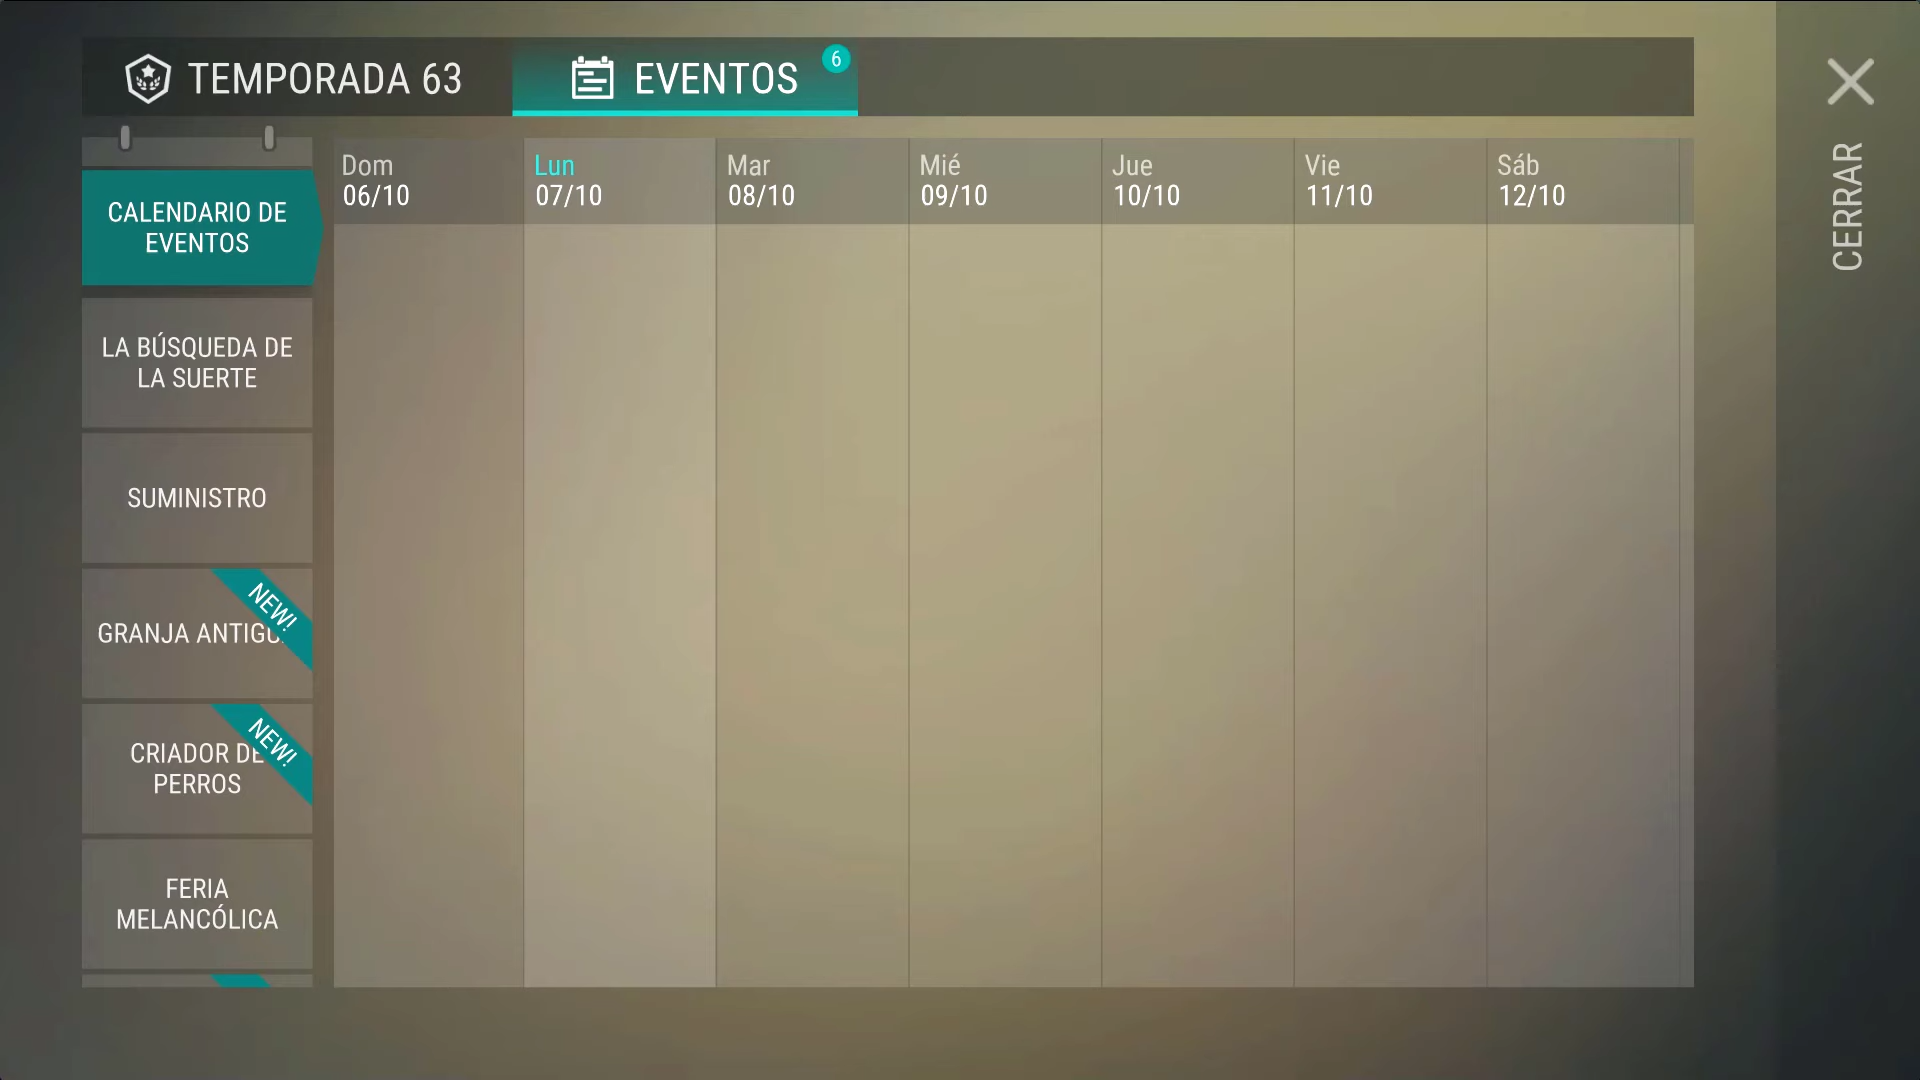 TEMPORADA 63
EVENTOS
6
CERRAR
CALENDARIO DE
EVENTOS
LA BÚSQUEDA DE
LA SUERTE
SUMINISTRO
GRANJA ANTIGU
NEW!
CRIADOR DE
PERROS
NEW!
FERIA
MELANCÓLICA
Dom
06/10
Lun
07/10
Mar
08/10
Mié
09/10
Jue
10/10
Vie
11/10
Sáb
12/10